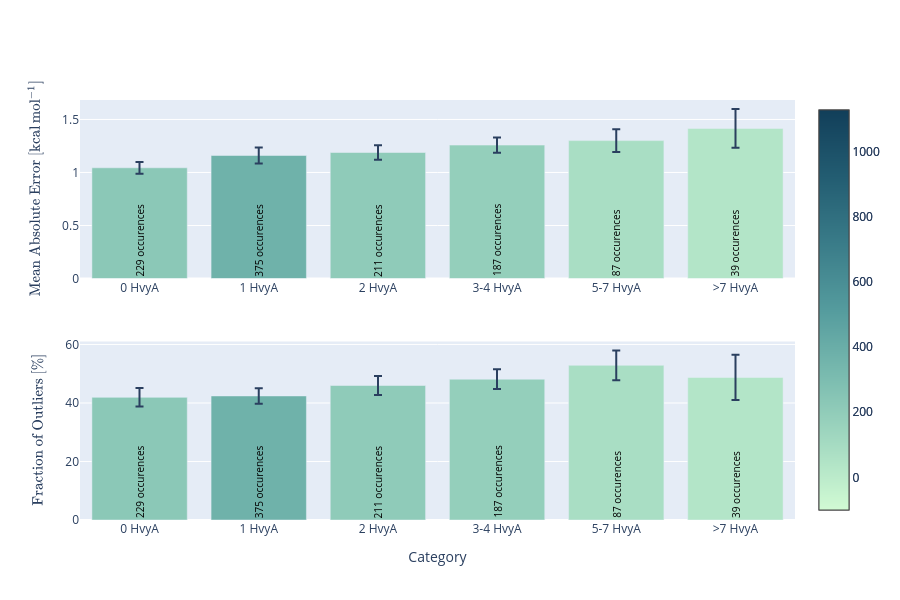 Mean Absolute Error [kcal mol⁻¹]
1.5
1
0.5
0
229 occurences
375 occurences
211 occurences
187 occurences
87 occurences
39 occurences
0 HvyA
1 HvyA
2 HvyA
3-4 HvyA
5-7 HvyA
>7 HvyA
Fraction of Outliers [%]
60
40
20
0
229 occurences
375 occurences
211 occurences
187 occurences
87 occurences
39 occurences
0 HvyA
1 HvyA
2 HvyA
3-4 HvyA
5-7 HvyA
>7 HvyA
Category
1000
800
600
400
200
0